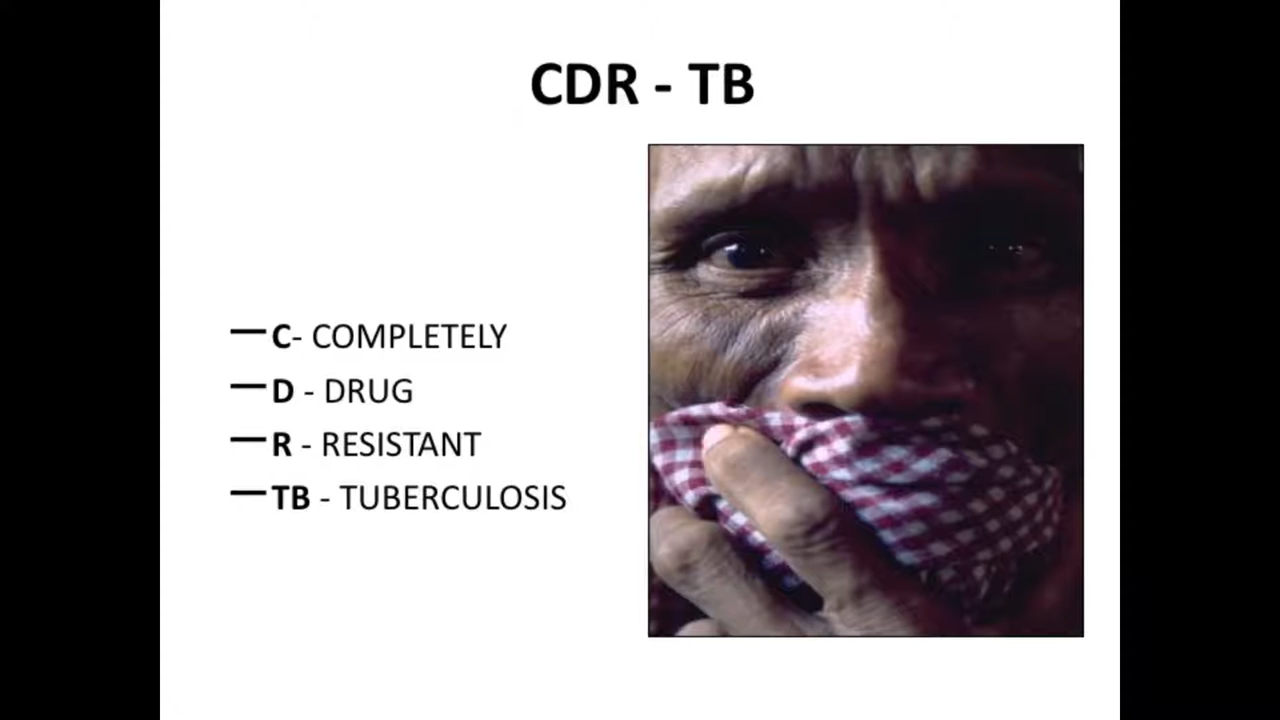 CDR - TB
— C- COMPLETELY
— D - DRUG
— R - RESISTANT
— TB - TUBERCULOSIS